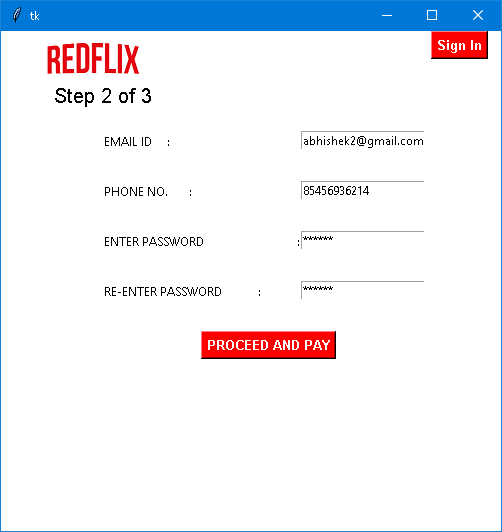 tk
Sign In
REDFLIX
Step 2 of 3
EMAIL ID :
abhishek2@gmail.com
PHONE NO. :
85456936214
ENTER PASSWORD :
******
RE-ENTER PASSWORD :
******
PROCEED AND PAY